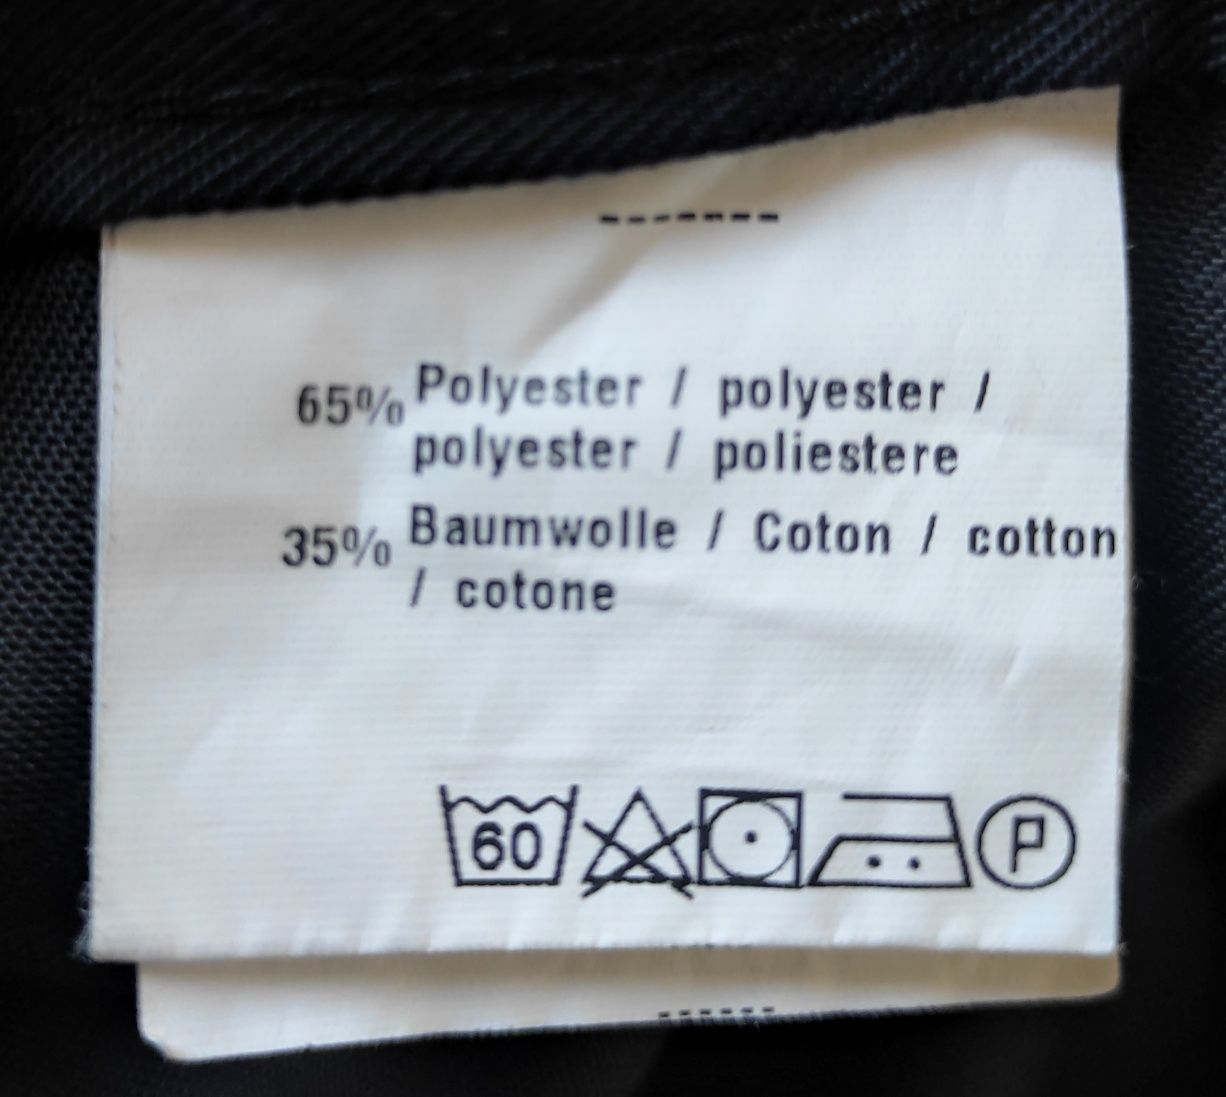 65% Polyester / polyester /
polyester / poliestere
35% Baumwolle / Coton / cotton
/ cotone
60 P